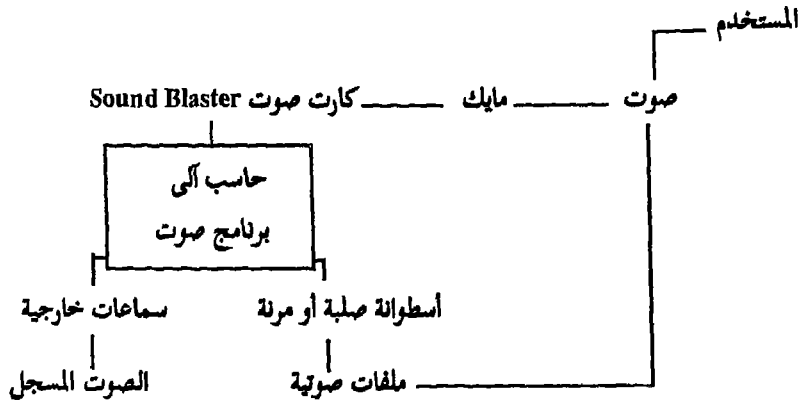 المستخدم
صوت مايك كارت صوت Sound Blaster
حاسب آلى
برنامج صوت
أسطوانة صلبة أو مرنة سماعات خارجية
ملفات صوتية الصوت المسجل